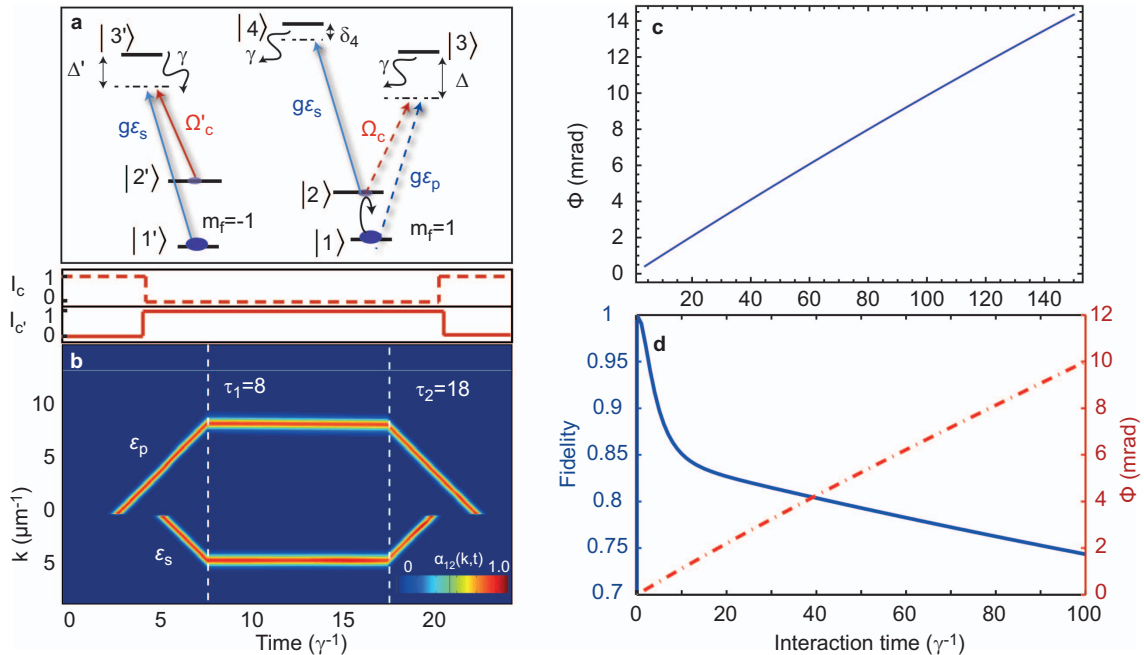 a
|3'⟩
γ
Δ'
gεs
Ω'c
|2'⟩
|1'⟩
mf=-1
|4⟩
δ4
γ
gεs
|3⟩
γ
Δ
Ωc
gεp
|2⟩
|1⟩
mf=1
Ic
1
0
Ic'
1
0
b
τ1=8
τ2=18
εp
εs
0 α12(k,t) 1.0
k (μm-1)
10
5
0
5
0 5 10 15 20
Time (γ-1)
c
Φ (mrad)
14
12
10
8
6
4
2
0
20 40 60 80 100 120 140
d
Fidelity
1
0.95
0.9
0.85
0.8
0.75
0.7
Φ (mrad)
12
10
8
6
4
2
0
0 20 40 60 80 100
Interaction time (γ-1)